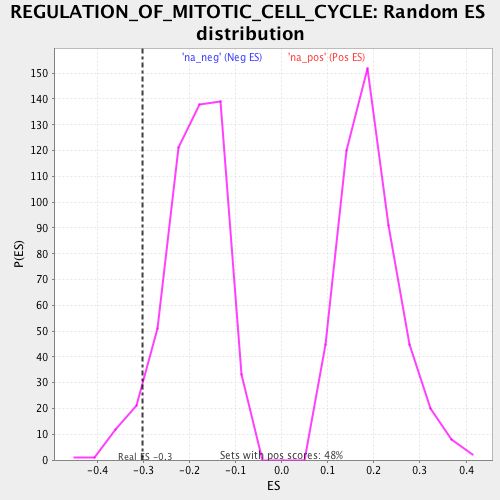 REGULATION_OF_MITOTIC_CELL_CYCLE: Random ES
distribution
'na_neg' (Neg ES) 'na_pos' (Pos ES)
150
140
130
120
110
100
90
80
70
60
50
40
30
20
10
0
P(ES)
Real ES -0.3 Sets with pos scores: 48%
-0.4 -0.3 -0.2 -0.1 0.0 0.1 0.2 0.3 0.4
ES